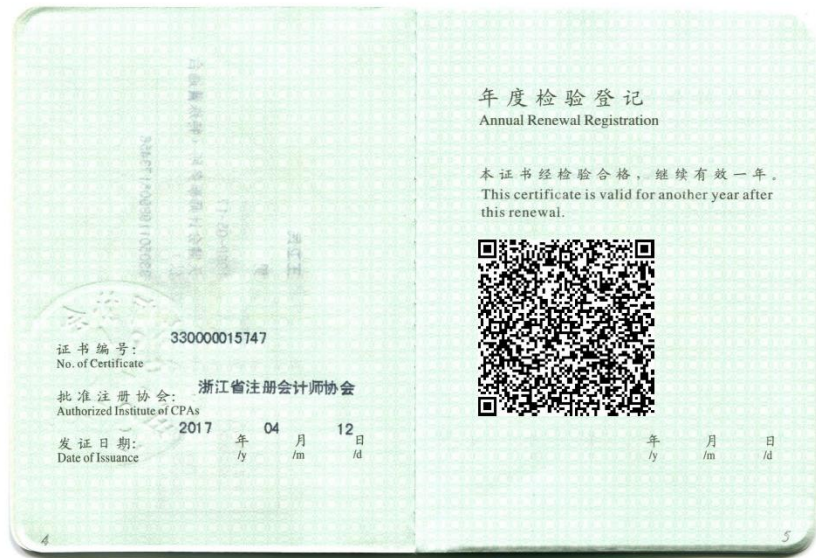 证书编号: 330000015747
No. of Certificate
批准注册协会: 浙江省注册会计师协会
Authorized Institute of CPAs
发证日期: 2017 年 04 月 12 日
Date of Issuance /y /m /d
4
年度检验登记
Annual Renewal Registration
本证书经检验合格，继续有效一年。
This certificate is valid for another year after
this renewal.
年 月 日
/y /m /d
5